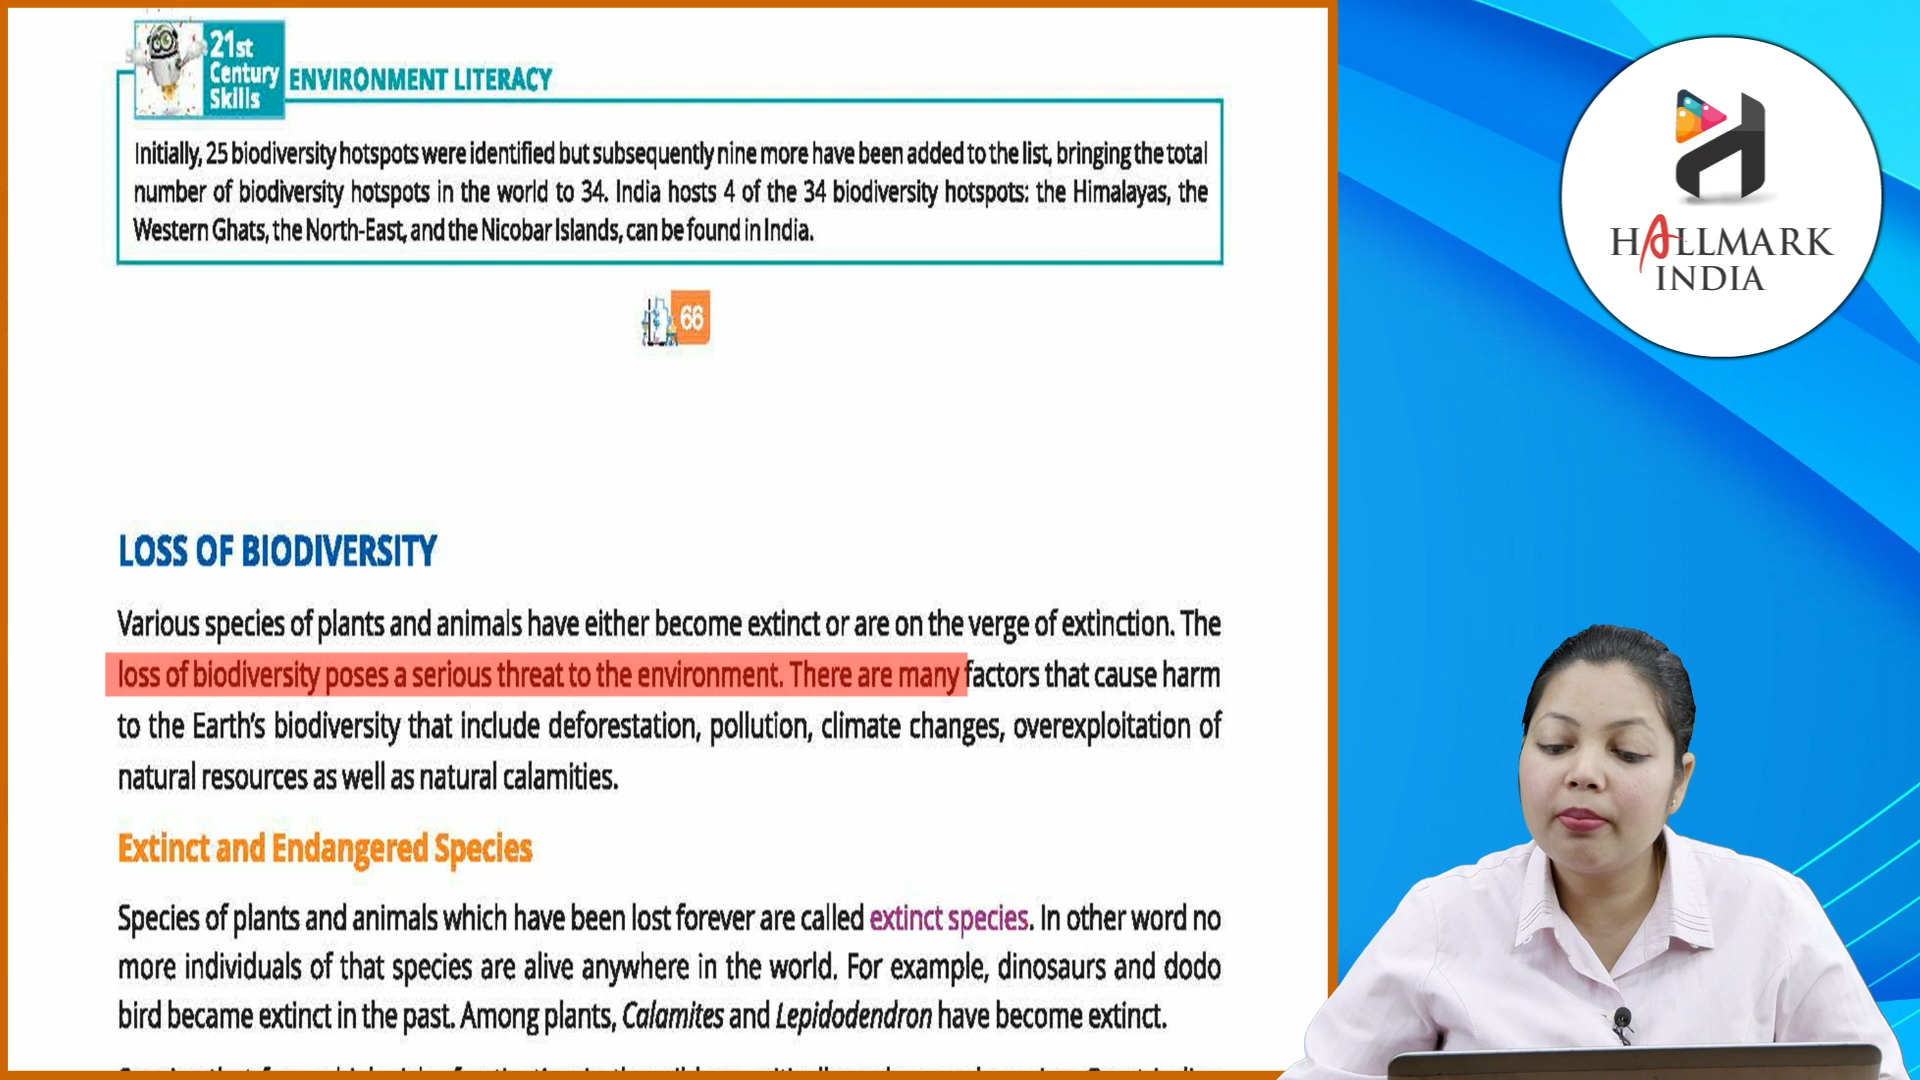 21st
Century
Skills
ENVIRONMENT LITERACY
Initially, 25 biodiversity hotspots were identified but subsequently nine more have been added to the list, bringing the total
number of biodiversity hotspots in the world to 34. India hosts 4 of the 34 biodiversity hotspots: the Himalayas, the
Western Ghats, the North-East, and the Nicobar Islands, can be found in India.
66
LOSS OF BIODIVERSITY
Various species of plants and animals have either become extinct or are on the verge of extinction. The
loss of biodiversity poses a serious threat to the environment. There are many factors that cause harm
to the Earth's biodiversity that include deforestation, pollution, climate changes, overexploitation of
natural resources as well as natural calamities.
Extinct and Endangered Species
Species of plants and animals which have been lost forever are called extinct species. In other word no
more individuals of that species are alive anywhere in the world. For example, dinosaurs and dodo
bird became extinct in the past. Among plants, Calamites and Lepidodendron have become extinct.
HALLMARK
INDIA